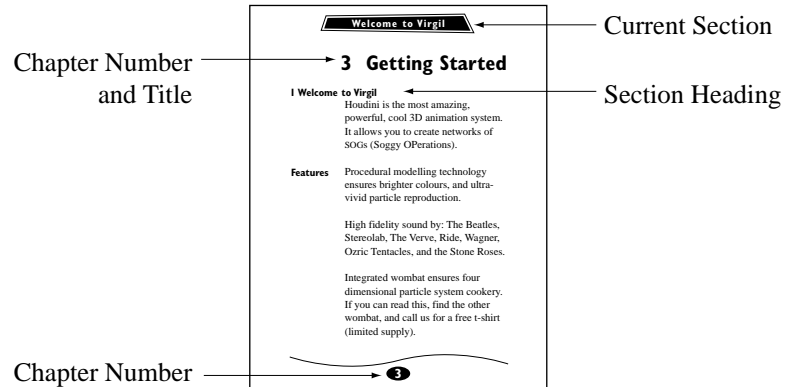 Welcome to Virgil
Current Section
Chapter Number
and Title
3 Getting Started
1 Welcome to Virgil
Section Heading
Houdini is the most amazing,
powerful, cool 3D animation system.
It allows you to create networks of
SOGs (Soggy OPerations).
Features
Procedural modelling technology
ensures brighter colours, and ultra-
vivid particle reproduction.
High fidelity sound by: The Beatles,
Stereolab, The Verve, Ride, Wagner,
Ozric Tentacles, and the Stone Roses.
Integrated wombat ensures four
dimensional particle system cookery.
If you can read this, find the other
wombat, and call us for a free t-shirt
(limited supply).
Chapter Number
3